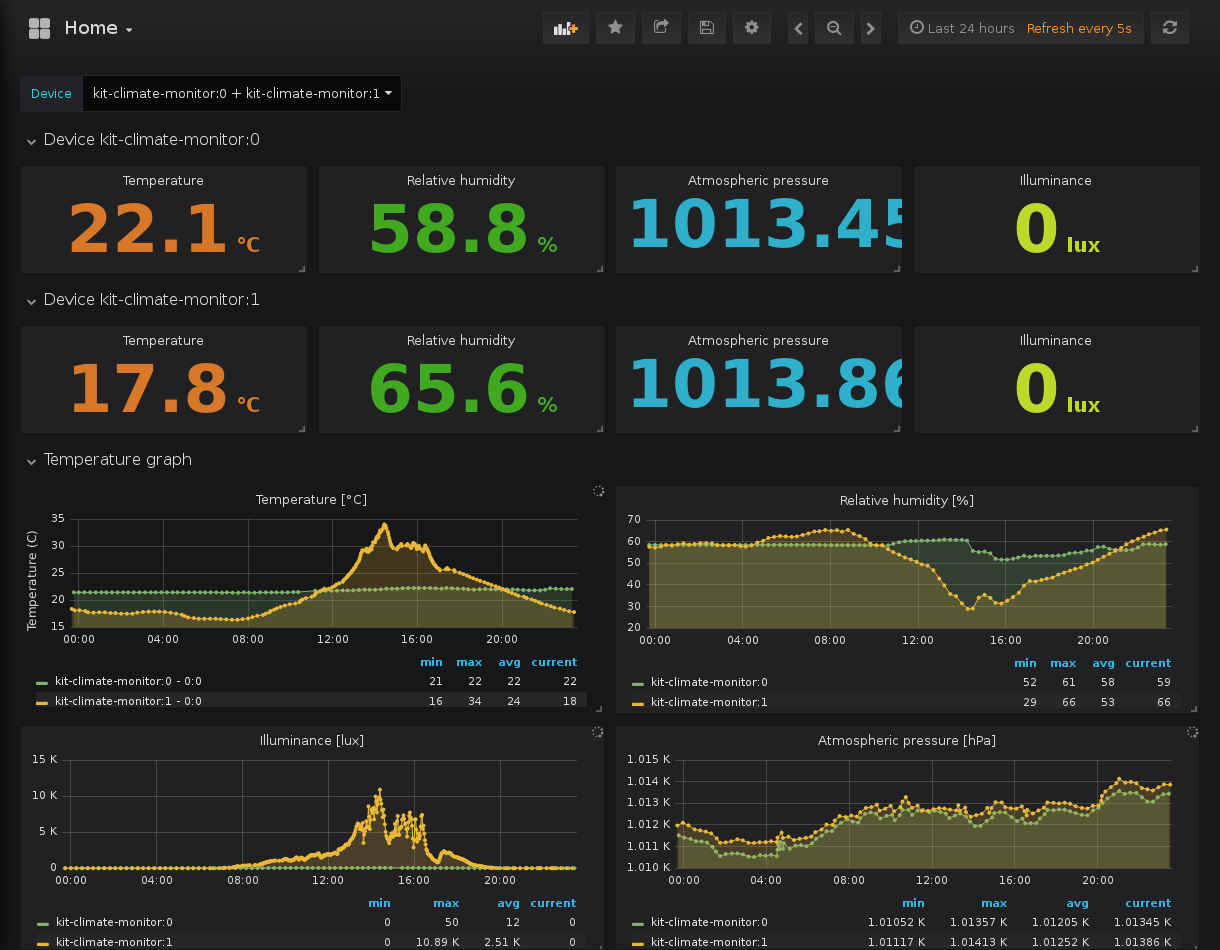 Home
Last 24 hours Refresh every 5s
Device kit-climate-monitor:0 + kit-climate-monitor:1
Device kit-climate-monitor:0
Temperature Relative humidity Atmospheric pressure Illuminance
22.1 °C 58.8 % 1013.45 0 lux
Device kit-climate-monitor:1
Temperature Relative humidity Atmospheric pressure Illuminance
17.8 °C 65.6 % 1013.86 0 lux
Temperature graph
Temperature [°C]
Temperature (C)
35
30
25
20
15
00:00 04:00 08:00 12:00 16:00 20:00
min max avg current
kit-climate-monitor:0 - 0:0 21 22 22 22
kit-climate-monitor:1 - 0:0 16 34 24 18
Relative humidity [%]
70
60
50
40
30
20
00:00 04:00 08:00 12:00 16:00 20:00
min max avg current
kit-climate-monitor:0 52 61 58 59
kit-climate-monitor:1 29 66 53 66
Illuminance [lux]
15 K
10 K
5 K
0
00:00 04:00 08:00 12:00 16:00 20:00
min max avg current
kit-climate-monitor:0 0 50 12 0
kit-climate-monitor:1 0 10.89 K 2.51 K 0
Atmospheric pressure [hPa]
1.015 K
1.014 K
1.013 K
1.012 K
1.011 K
1.010 K
00:00 04:00 08:00 12:00 16:00 20:00
min max avg current
kit-climate-monitor:0 1.01052 K 1.01357 K 1.01205 K 1.01345 K
kit-climate-monitor:1 1.01117 K 1.01413 K 1.01252 K 1.01386 K